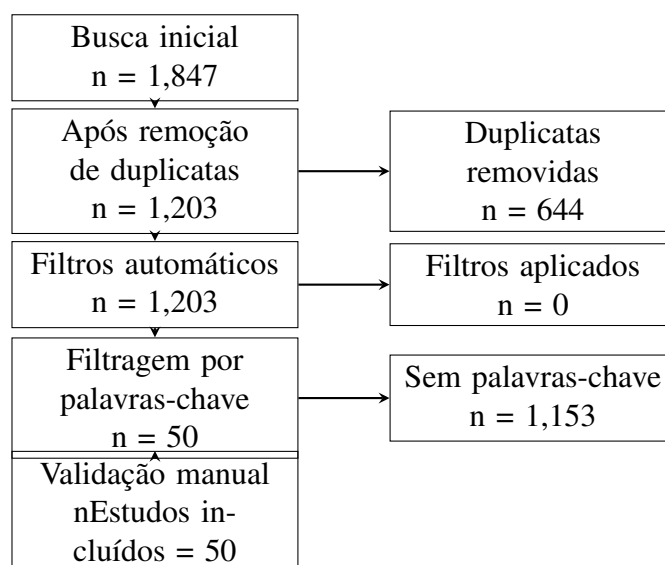 Busca inicial
n = 1,847
Após remoção
de duplicatas
n = 1,203
Duplicatas
removidas
n = 644
Filtros automáticos
n = 1,203
Filtros aplicados
n = 0
Filtragem por
palavras-chave
n = 50
Sem palavras-chave
n = 1,153
Validação manual
nEstudos in-
cluídos = 50